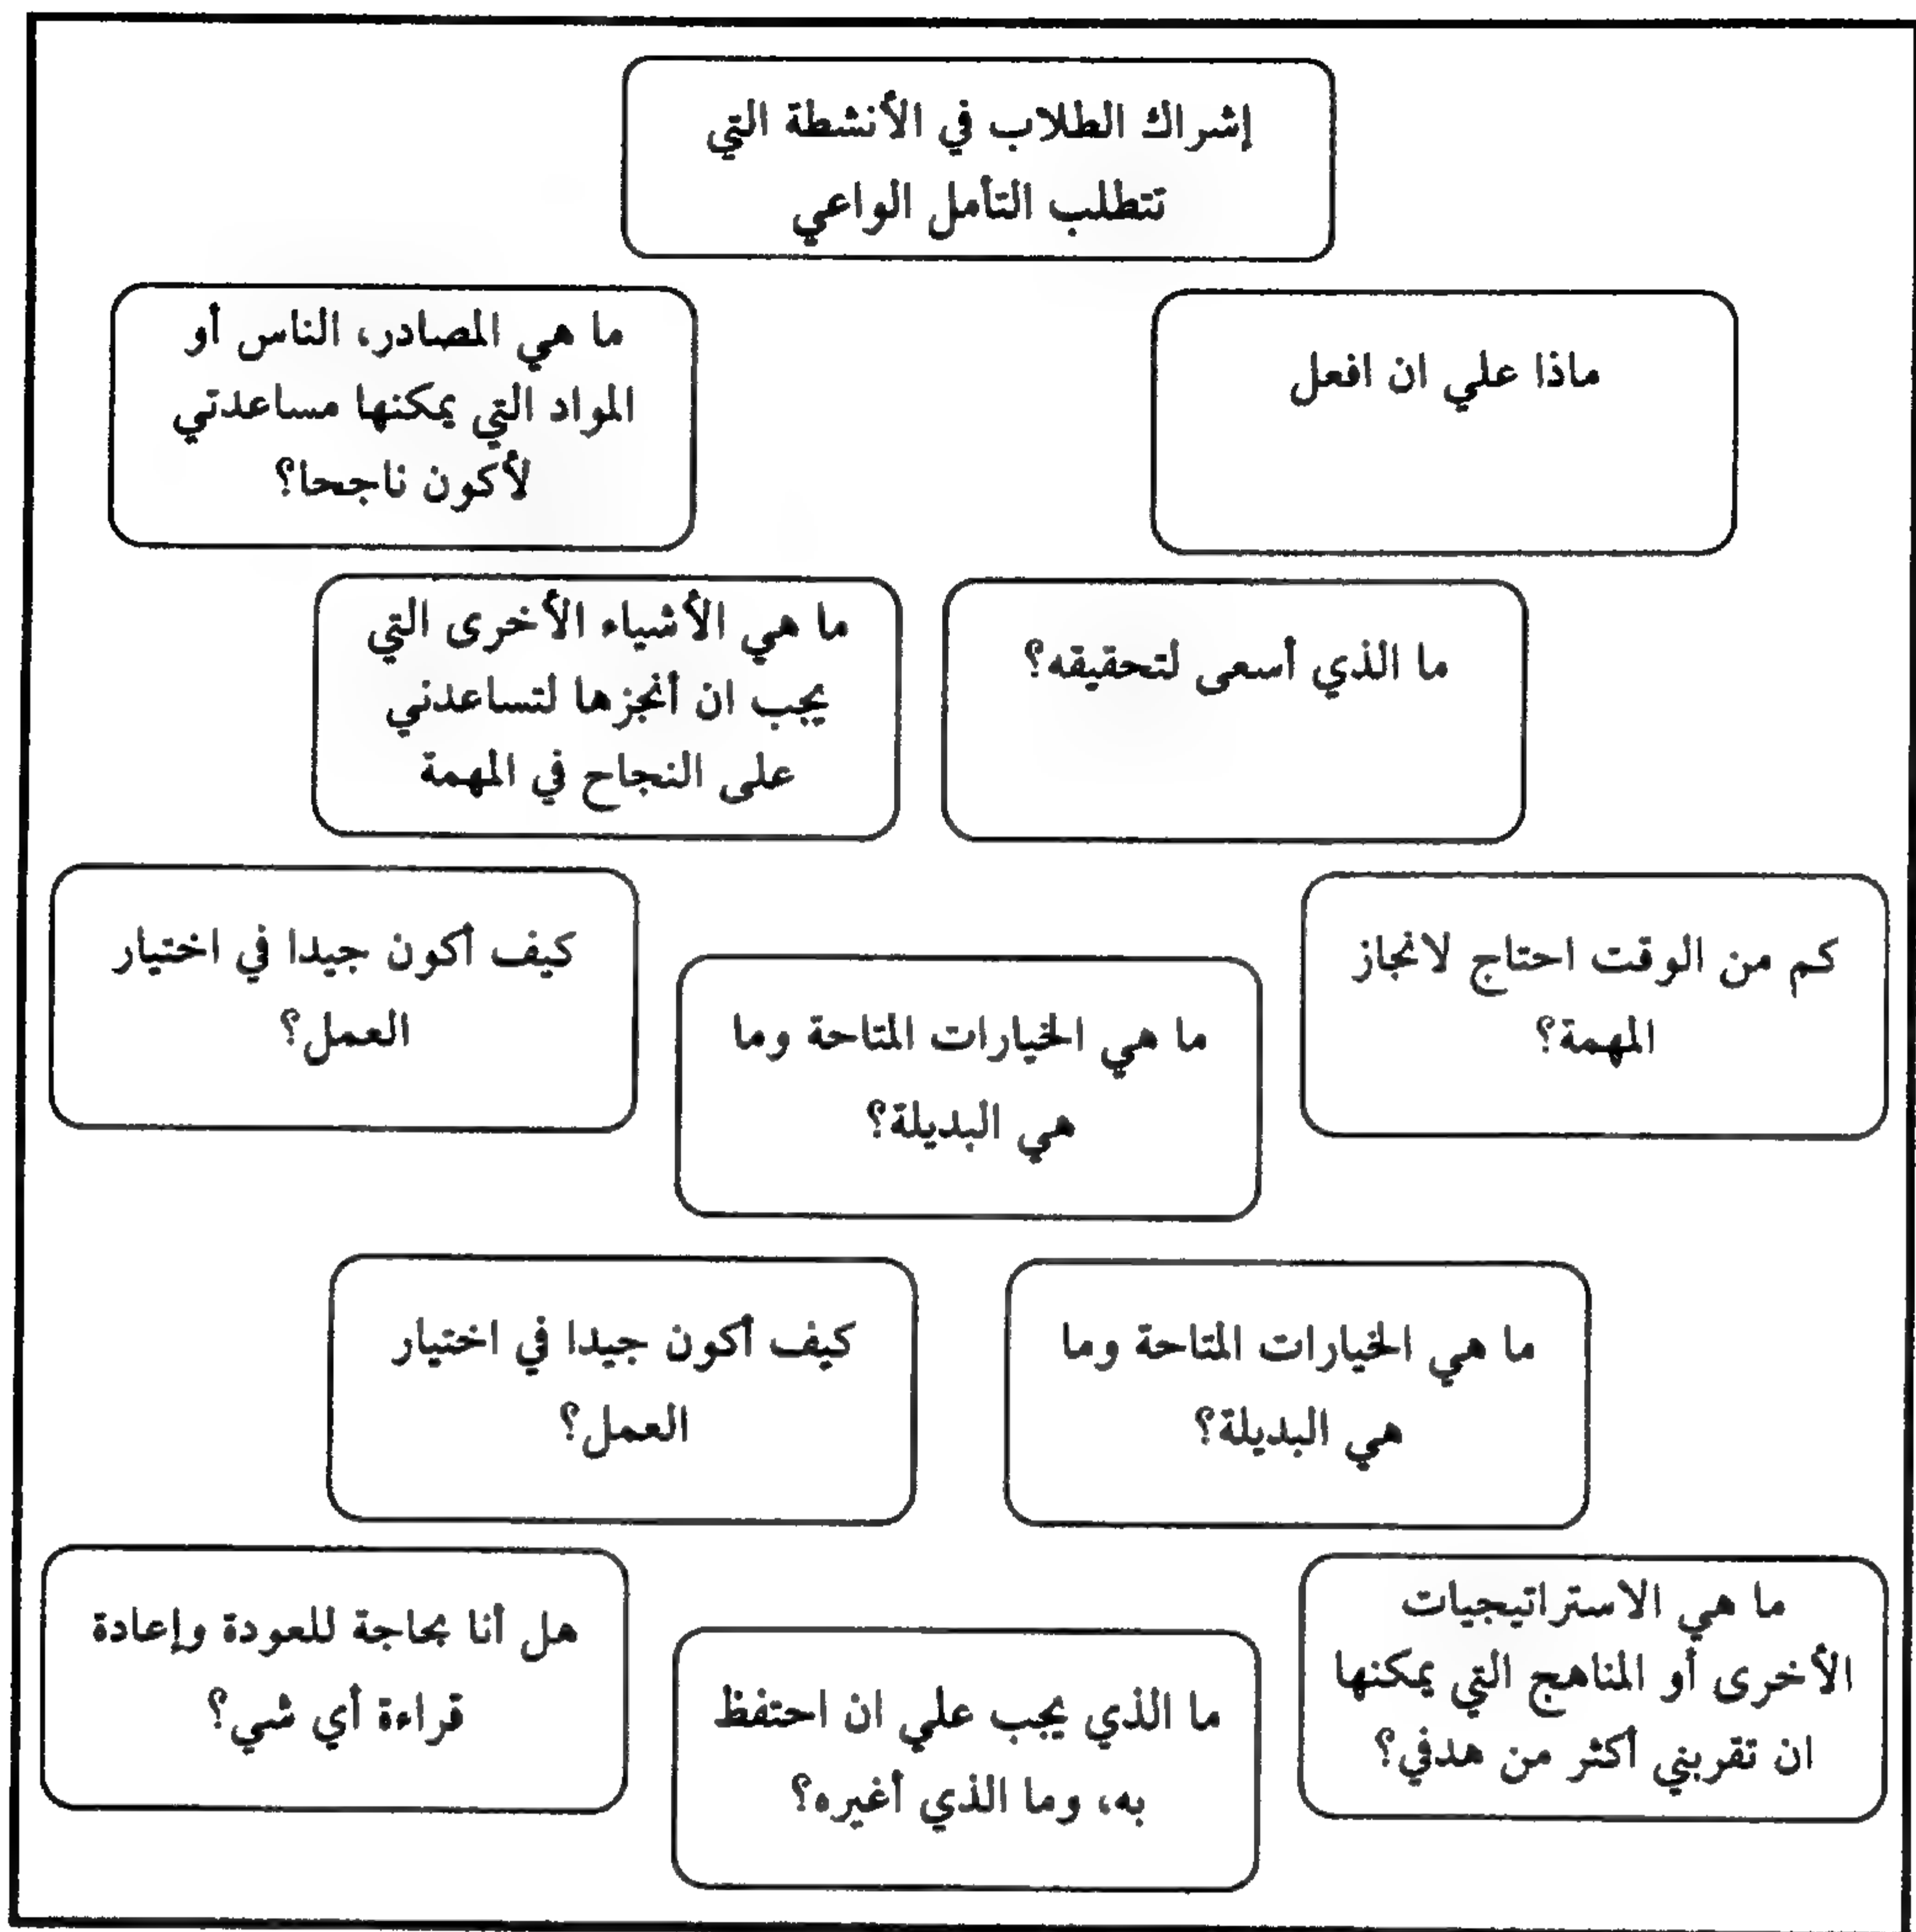 إشراك الطلاب في الأنشطة التي
تتطلب التأمل الواعي
ماذا علي ان افعل
ما هي المصادر، الناس أو
المواد التي يمكنها مساعدتي
لأكون ناجحا؟
ما الذي أسعى لتحقيقه؟
ما هي الأشياء الأخرى التي
يجب ان أنجزها لتساعدني
على النجاح في المهمة
كم من الوقت احتاج لانجاز
المهمة؟
ما هي الخيارات المتاحة وما
هي البديلة؟
كيف أكون جيدا في اختيار
العمل؟
ما هي الخيارات المتاحة وما
هي البديلة؟
كيف أكون جيدا في اختيار
العمل؟
ما هي الاستراتيجيات
الأخرى أو المناهج التي يمكنها
ان تقربني أكثر من هدفي؟
ما الذي يجب علي ان احتفظ
به، وما الذي أغيره؟
هل أنا بحاجة للعودة وإعادة
قراءة أي شي؟